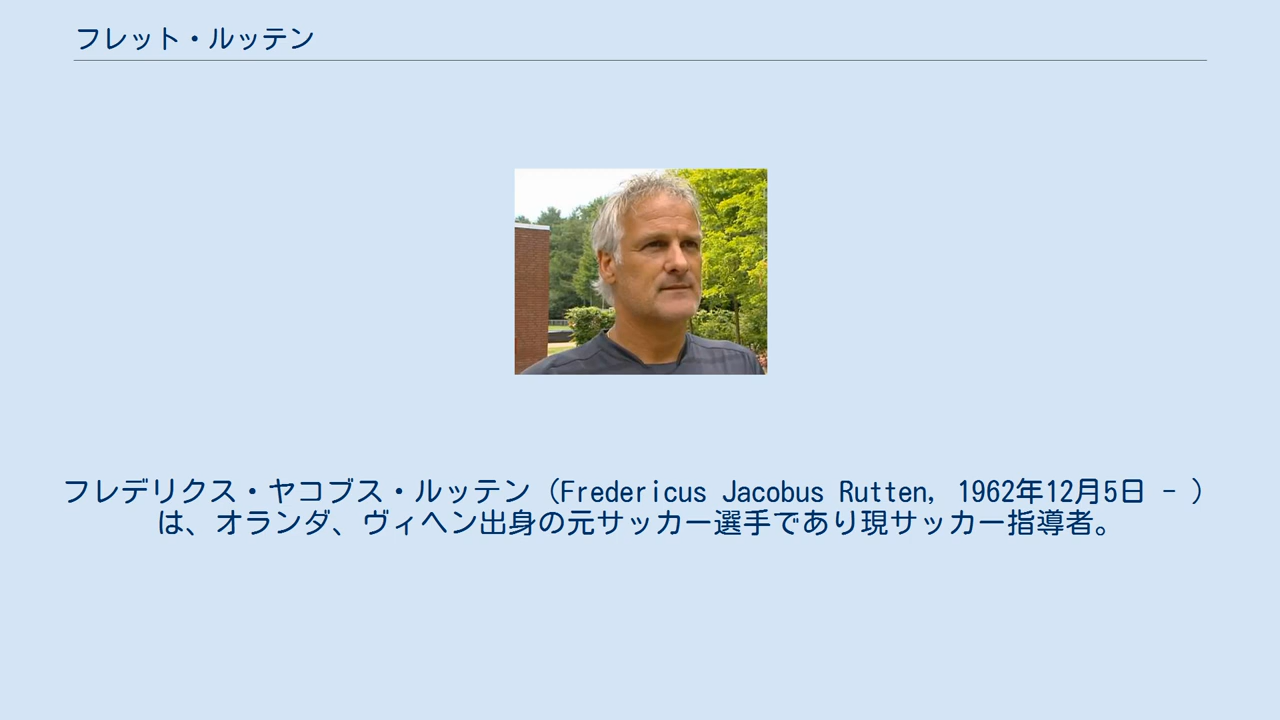 フレット・ルッテン
フレデリクス・ヤコブス・ルッテン（Fredericus Jacobus Rutten, 1962年12月5日 - ）
は、オランダ、ヴィヘン出身の元サッカー選手であり現サッカー指導者。